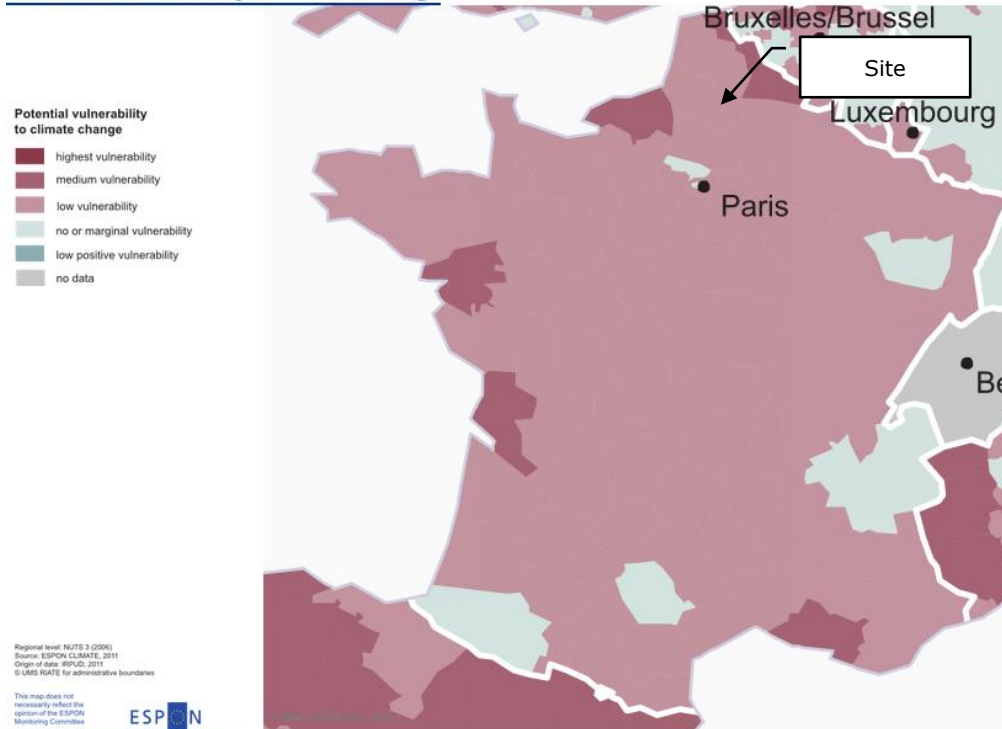 Bruxelles/Brussel
Site
Luxembourg
Potential vulnerability
to climate change
highest vulnerability
medium vulnerability
low vulnerability
no or marginal vulnerability
low positive vulnerability
no data
Paris
Be
Regional level: NUTS 3 (2006)
Source: ESPON CLIMATE, 2011
Origin of data: IRPUD, 2011
© UMS RIATE for administrative boundaries
This map does not
necessarily reflect the
opinion of the ESPON
Monitoring Committee
ESPON